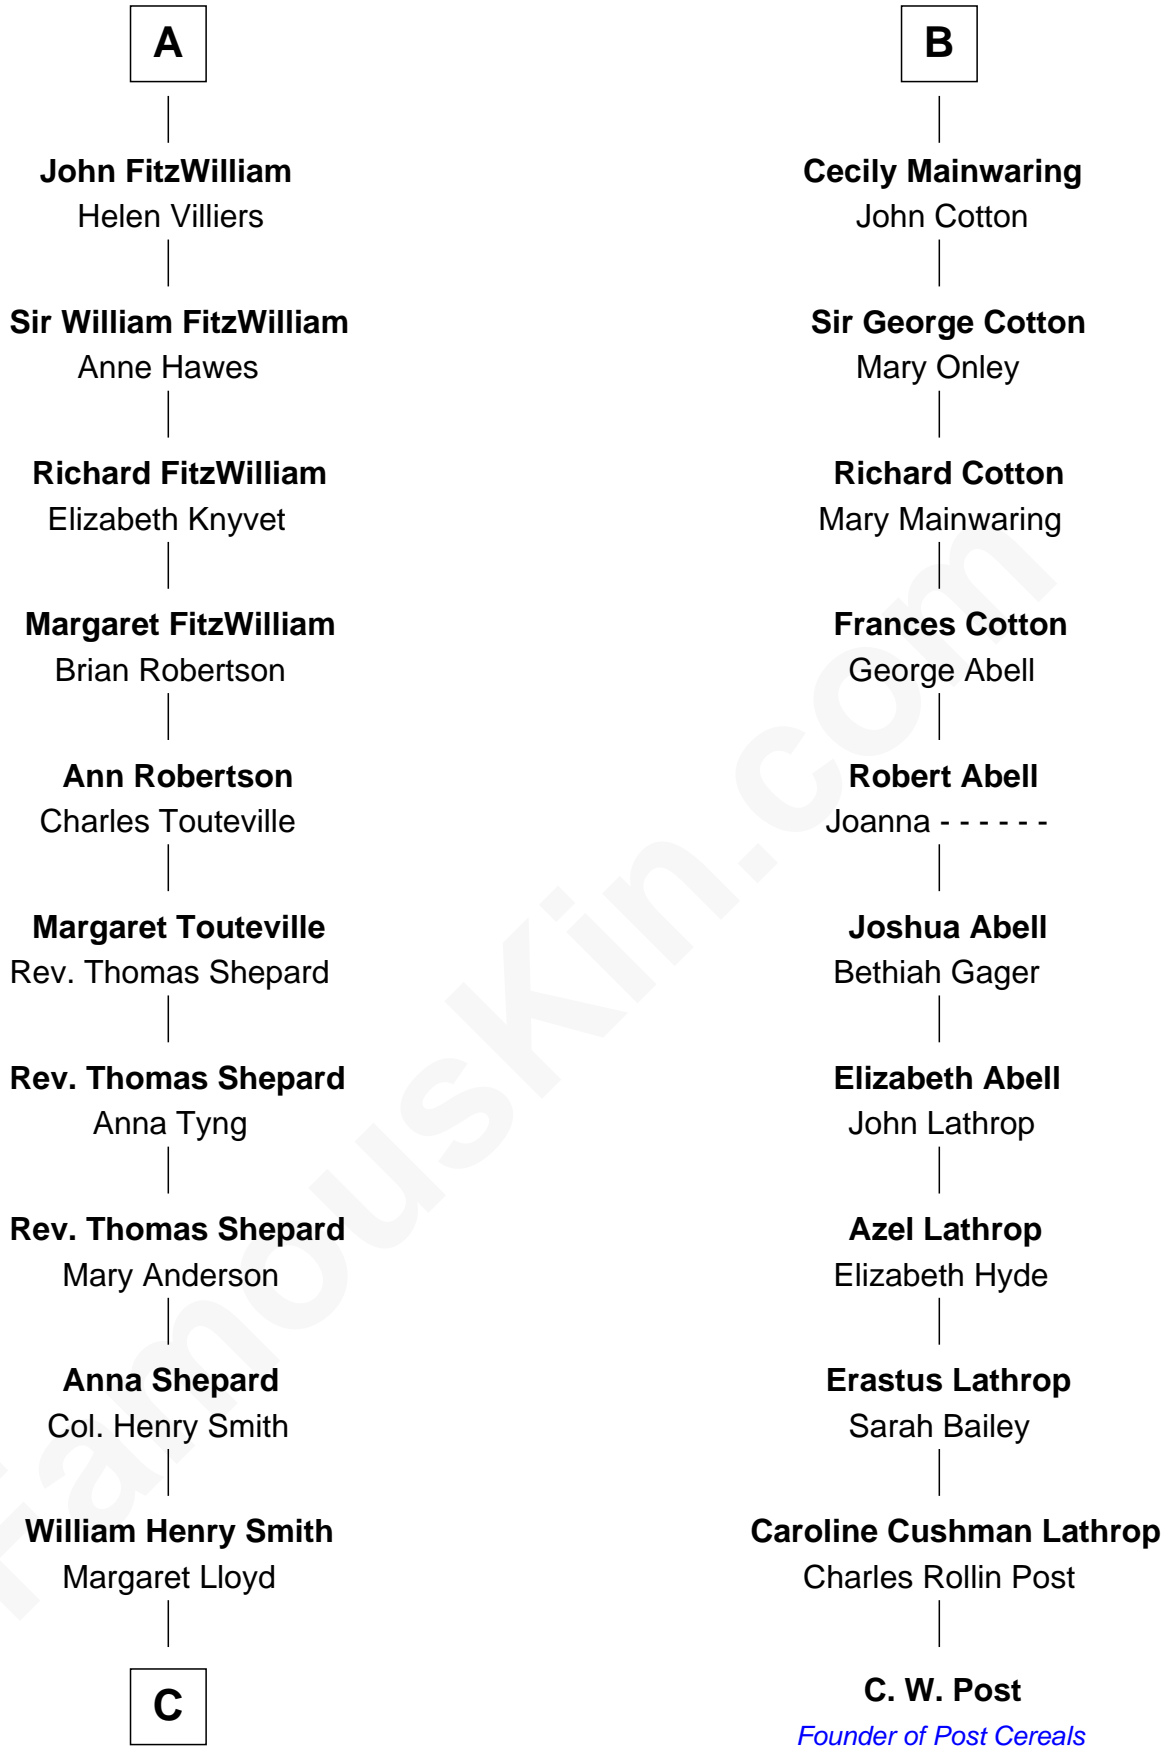 A
John FitzWilliam
Helen Villiers
Sir William FitzWilliam
Anne Hawes
Richard FitzWilliam
Elizabeth Knyvet
Margaret FitzWilliam
Brian Robertson
Ann Robertson
Charles Touteville
Margaret Touteville
Rev. Thomas Shepard
Rev. Thomas Shepard
Anna Tyng
Rev. Thomas Shepard
Mary Anderson
Anna Shepard
Col. Henry Smith
William Henry Smith
Margaret Lloyd
C
B
Cecily Mainwaring
John Cotton
Sir George Cotton
Mary Onley
Richard Cotton
Mary Mainwaring
Frances Cotton
George Abell
Robert Abell
Joanna - - - - - -
Joshua Abell
Bethiah Gager
Elizabeth Abell
John Lathrop
Azel Lathrop
Elizabeth Hyde
Erastus Lathrop
Sarah Bailey
Caroline Cushman Lathrop
Charles Rollin Post
C. W. Post
Founder of Post Cereals
FamousKin.com